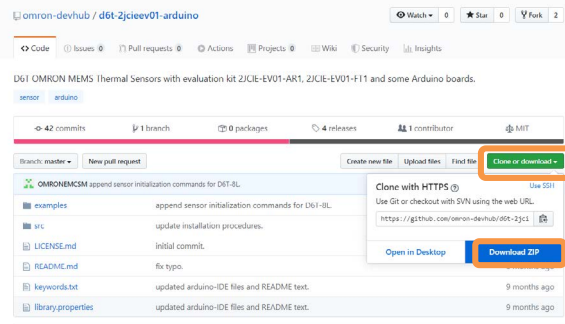 omron-devhub / d6t-2jcieev01-arduino
Watch 0 Star 0 Fork 2
Code Issues 0 Pull requests 0 Actions Projects 0 Wiki Security Insights
D6T OMRON MEMS Thermal Sensors with evaluation kit 2JCIE-EV01-AR1, 2JCIE-EV01-FT1 and some Arduino boards.
sensor arduino
42 commits 1 branch 0 packages 4 releases 1 contributor MIT
Branch: master New pull request Create new file Upload files Find file Clone or download
OMRONEMCSM append sensor initialization commands for D6T-8L.
Clone with HTTPS Use SSH
Use Git or checkout with SVN using the web URL.
https://github.com/omron-devhub/d6t-2jci
Open in Desktop Download ZIP
examples append sensor initialization commands for D6T-8L.
src update installation procedures.
LICENSE.md initial commit.
README.md fix typo. ago
keywords.txt updated arduino-IDE files and README text. 9 months ago
library.properties updated arduino-IDE files and README text. 9 months ago